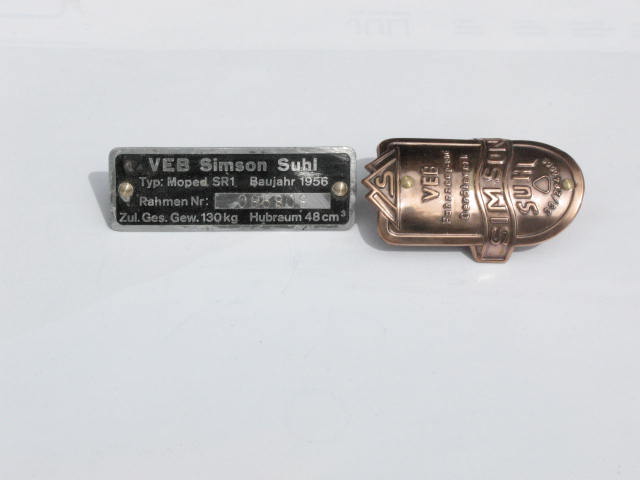 VEB Simson Suhl
Typ: Moped SR1 Baujahr 1956
Rahmen Nr:
Zul. Ges. Gew. 130 kg Hubraum 48 cm³
VEB
SIMSON
SUHL